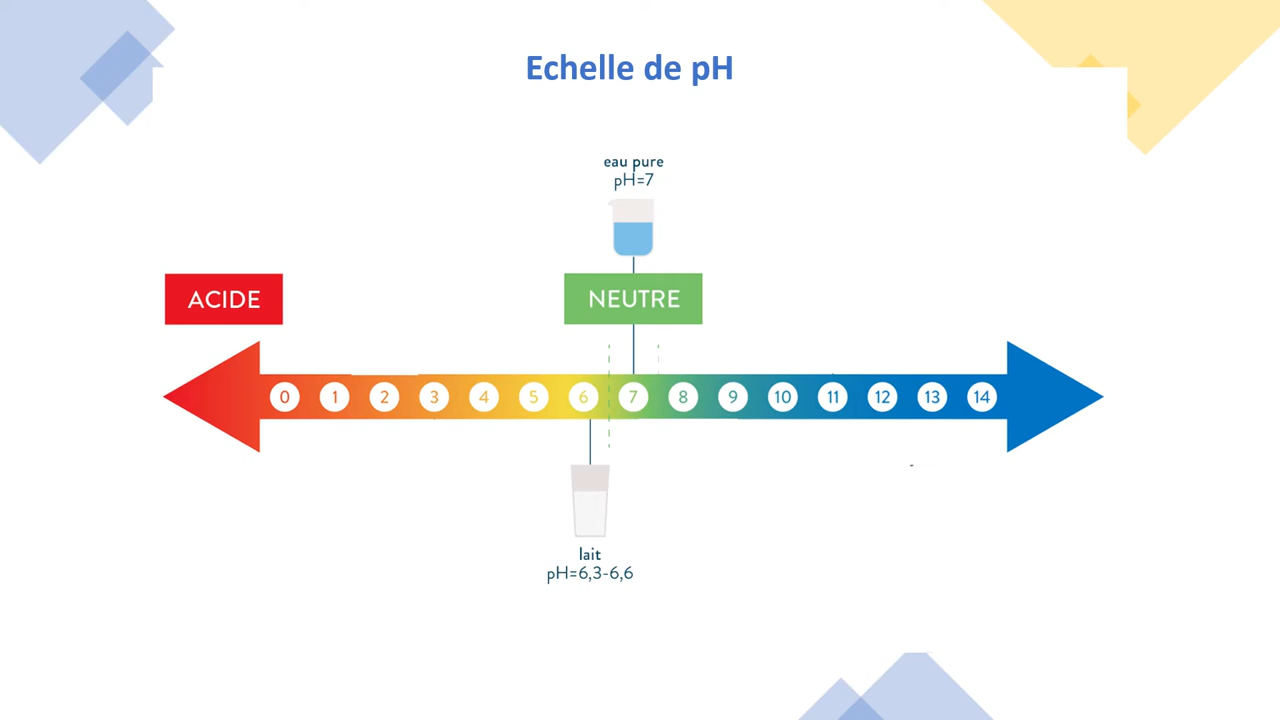 Echelle de pH
eau pure
pH=7
ACIDE
NEUTRE
0 1 2 3 4 5 6 7 8 9 10 11 12 13 14
lait
pH=6,3-6,6